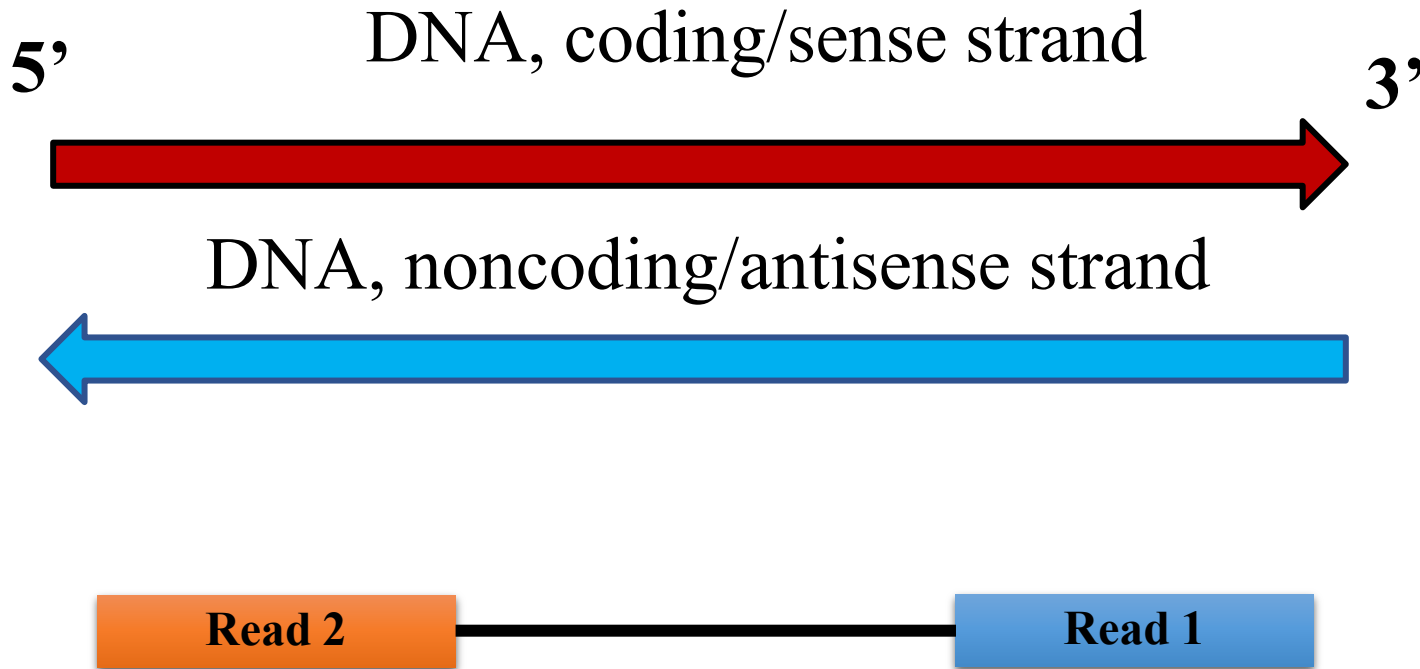 DNA, coding/sense strand
5’
3’
DNA, noncoding/antisense strand
Read 2
Read 1